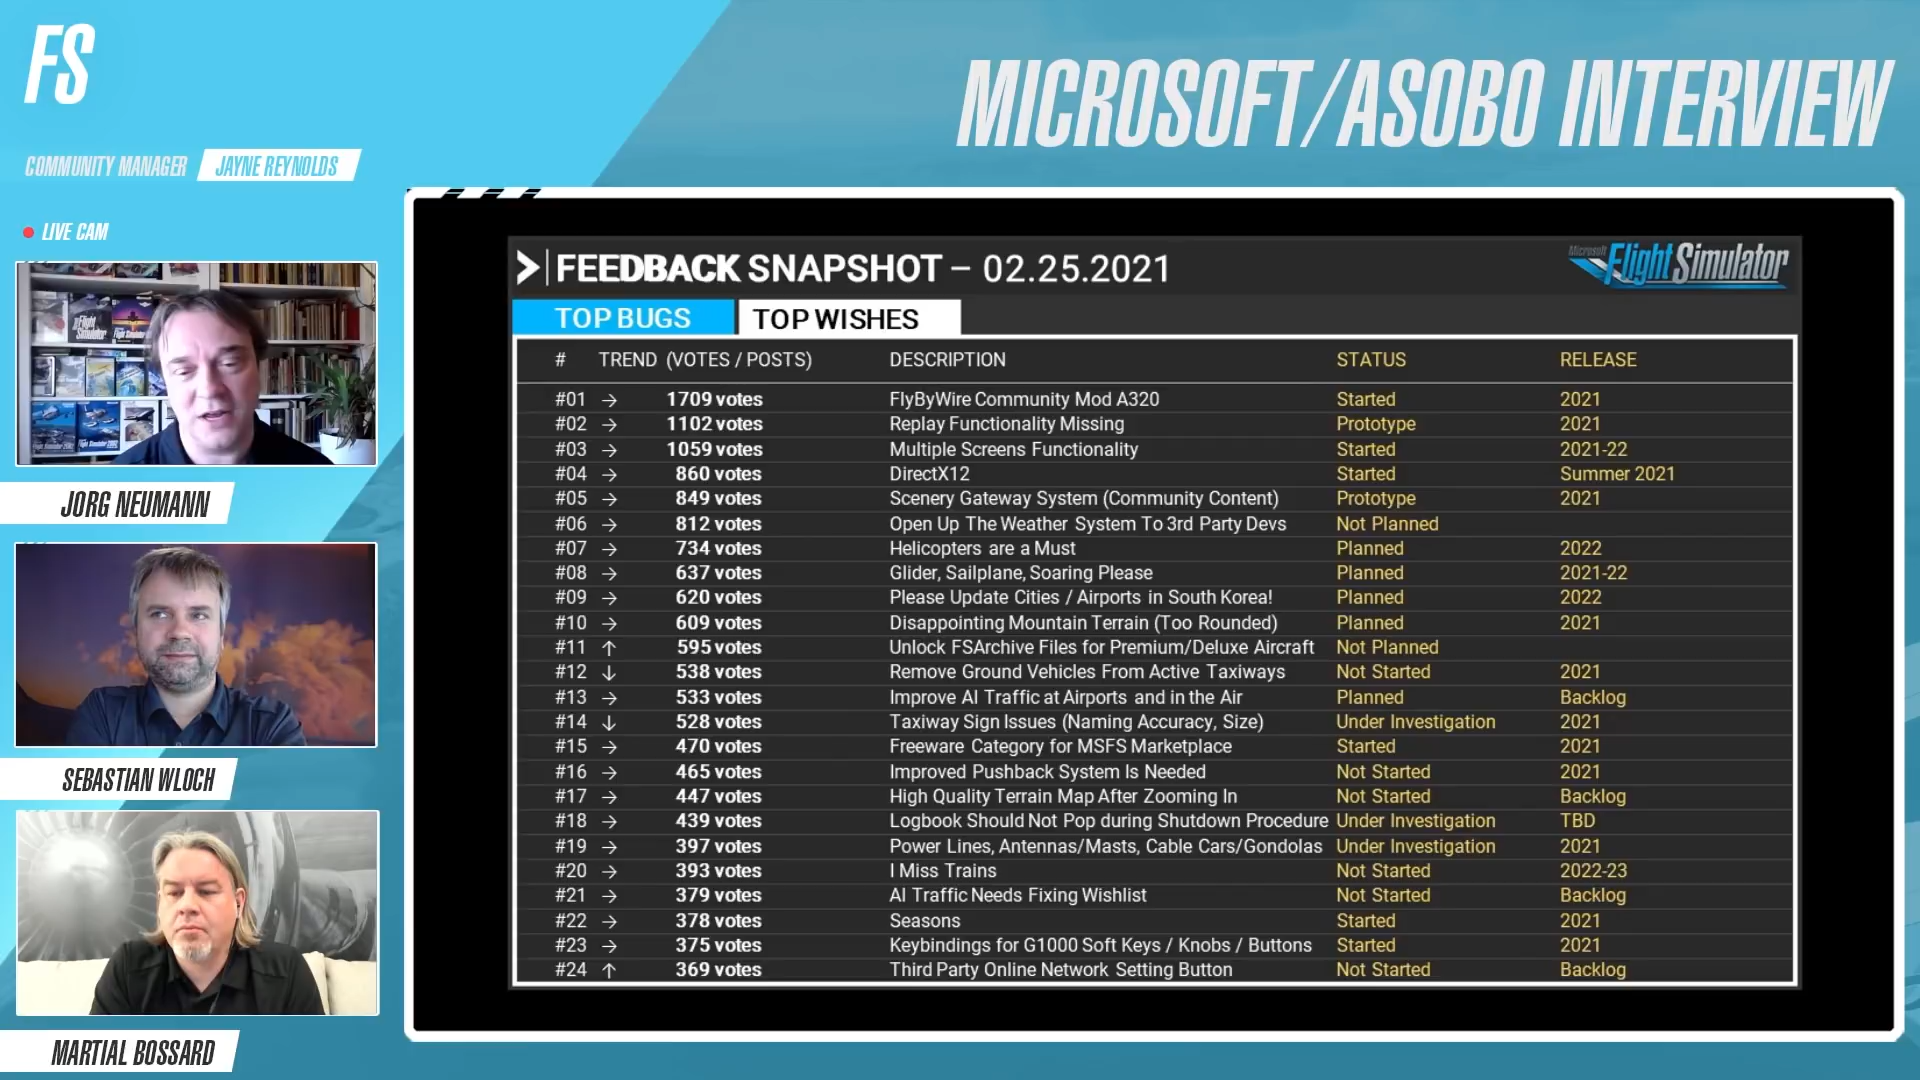 FS
MICROSOFT/ASOBO INTERVIEW
COMMUNITY MANAGER JAYNE REYNOLDS
LIVE CAM
JORG NEUMANN
SEBASTIAN WLOCH
MARTIAL BOSSARD
FEEDBACK SNAPSHOT – 02.25.2021
Microsoft Flight Simulator
TOP BUGS TOP WISHES
# TREND (VOTES / POSTS) DESCRIPTION STATUS RELEASE
#01 → 1709 votes FlyByWire Community Mod A320 Started 2021
#02 → 1102 votes Replay Functionality Missing Prototype 2021
#03 → 1059 votes Multiple Screens Functionality Started 2021-22
#04 → 860 votes DirectX12 Started Summer 2021
#05 → 849 votes Scenery Gateway System (Community Content) Prototype 2021
#06 → 812 votes Open Up The Weather System To 3rd Party Devs Not Planned
#07 → 734 votes Helicopters are a Must Planned 2022
#08 → 637 votes Glider, Sailplane, Soaring Please Planned 2021-22
#09 → 620 votes Please Update Cities / Airports in South Korea! Planned 2022
#10 → 609 votes Disappointing Mountain Terrain (Too Rounded) Planned 2021
#11 ↑ 595 votes Unlock FSArchive Files for Premium/Deluxe Aircraft Not Planned
#12 ↓ 538 votes Remove Ground Vehicles From Active Taxiways Not Started 2021
#13 → 533 votes Improve AI Traffic at Airports and in the Air Planned Backlog
#14 ↓ 528 votes Taxiway Sign Issues (Naming Accuracy, Size) Under Investigation 2021
#15 → 470 votes Freeware Category for MSFS Marketplace Started 2021
#16 → 465 votes Improved Pushback System Is Needed Not Started 2021
#17 → 447 votes High Quality Terrain Map After Zooming In Not Started Backlog
#18 → 439 votes Logbook Should Not Pop during Shutdown Procedure Under Investigation TBD
#19 → 397 votes Power Lines, Antennas/Masts, Cable Cars/Gondolas Under Investigation 2021
#20 → 393 votes I Miss Trains Not Started 2022-23
#21 → 379 votes AI Traffic Needs Fixing Wishlist Not Started Backlog
#22 → 378 votes Seasons Started 2021
#23 → 375 votes Keybindings for G1000 Soft Keys / Knobs / Buttons Started 2021
#24 ↑ 369 votes Third Party Online Network Setting Button Not Started Backlog